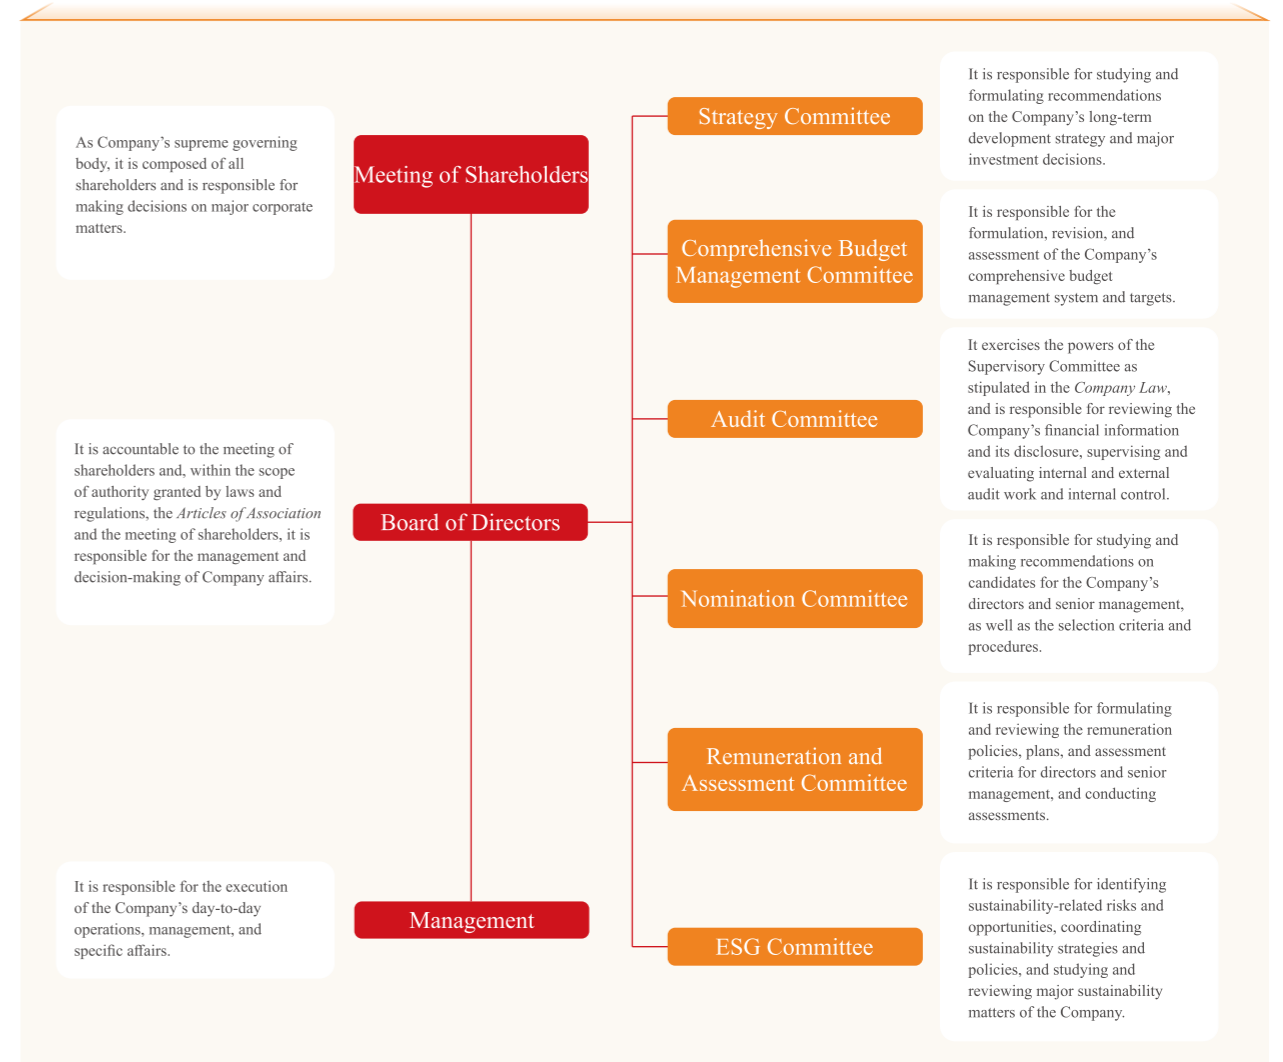 As Company’s supreme governing
body, it is composed of all
shareholders and is responsible for
making decisions on major corporate
matters.
Meeting of Shareholders
It is accountable to the meeting of
shareholders and, within the scope
of authority granted by laws and
regulations, the Articles of Association
and the meeting of shareholders, it is
responsible for the management and
decision-making of Company affairs.
Board of Directors
It is responsible for the execution
of the Company’s day-to-day
operations, management, and
specific affairs.
Management
Strategy Committee
It is responsible for studying and
formulating recommendations
on the Company’s long-term
development strategy and major
investment decisions.
Comprehensive Budget
Management Committee
It is responsible for the
formulation, revision, and
assessment of the Company’s
comprehensive budget
management system and targets.
Audit Committee
It exercises the powers of the
Supervisory Committee as
stipulated in the Company Law,
and is responsible for reviewing the
Company’s financial information
and its disclosure, supervising and
evaluating internal and external
audit work and internal control.
Nomination Committee
It is responsible for studying and
making recommendations on
candidates for the Company’s
directors and senior management,
as well as the selection criteria and
procedures.
Remuneration and
Assessment Committee
It is responsible for formulating
and reviewing the remuneration
policies, plans, and assessment
criteria for directors and senior
management, and conducting
assessments.
ESG Committee
It is responsible for identifying
sustainability-related risks and
opportunities, coordinating
sustainability strategies and
policies, and studying and
reviewing major sustainability
matters of the Company.